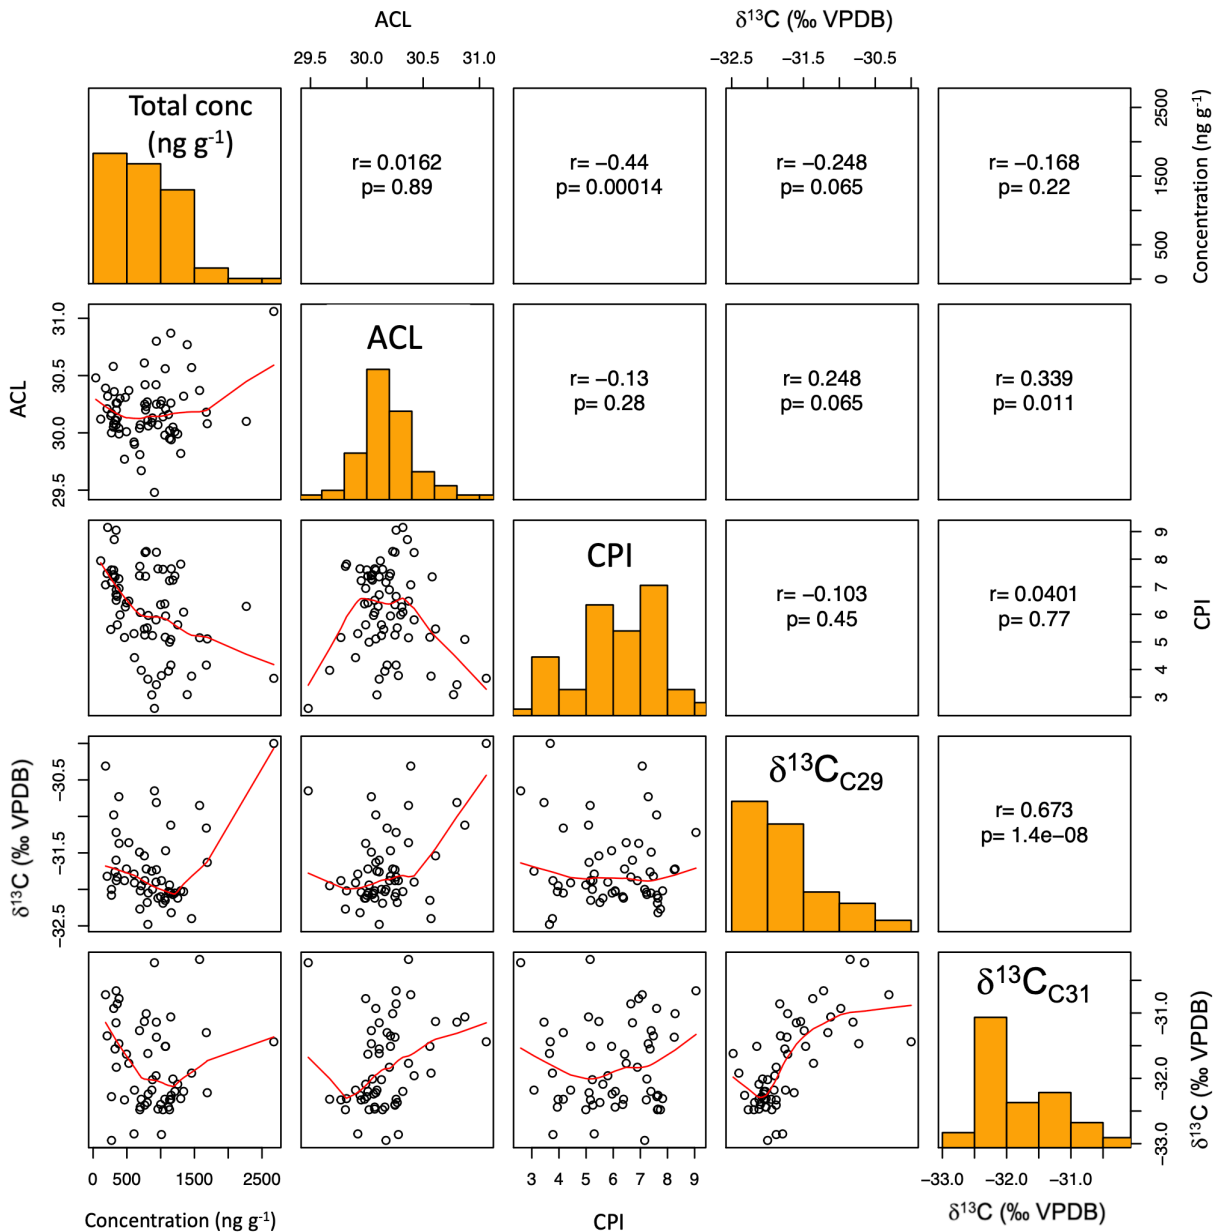 ACL δ¹³C (‰ VPDB)
29.5 30.0 30.5 31.0 −32.5 −31.5 −30.5
Total conc
(ng g⁻¹)
r= 0.0162
p= 0.89
r= −0.44
p= 0.00014
r= −0.248
p= 0.065
r= −0.168
p= 0.22
0 500 1500 2500
Concentration (ng g⁻¹)
ACL
29.5 30.0 30.5 31.0
ACL
r= −0.13
p= 0.28
r= 0.248
p= 0.065
r= 0.339
p= 0.011
CPI
r= −0.103
p= 0.45
r= 0.0401
p= 0.77
3 4 5 6 7 8 9
CPI
δ¹³C (‰ VPDB)
−32.5 −31.5 −30.5
δ¹³C_C29
r= 0.673
p= 1.4e−08
δ¹³C_C31
−33.0 −32.0 −31.0
δ¹³C (‰ VPDB)
0 500 1500 2500 3 4 5 6 7 8 9 −33.0 −32.0 −31.0
Concentration (ng g⁻¹) CPI δ¹³C (‰ VPDB)